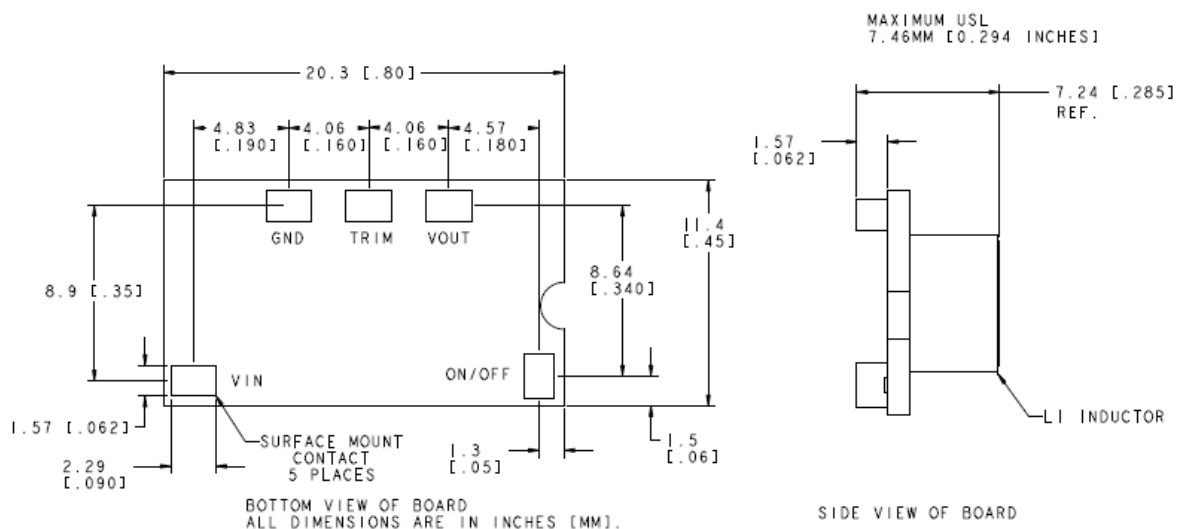 MAXIMUM USL
7.46MM [0.294 INCHES]
20.3 [.80]
7.24 [.285]
REF.
4.83
[.190]
4.06
[.160]
4.06
[.160]
4.57
[.180]
1.57
[.062]
GND
TRIM
VOUT
11.4
[.45]
8.9 [.35]
8.64
[.340]
VIN
ON/OFF
1.57 [.062]
SURFACE MOUNT
CONTACT
5 PLACES
2.29
[.090]
1.3
[.05]
1.5
[.06]
L1 INDUCTOR
BOTTOM VIEW OF BOARD
ALL DIMENSIONS ARE IN INCHES [MM].
SIDE VIEW OF BOARD